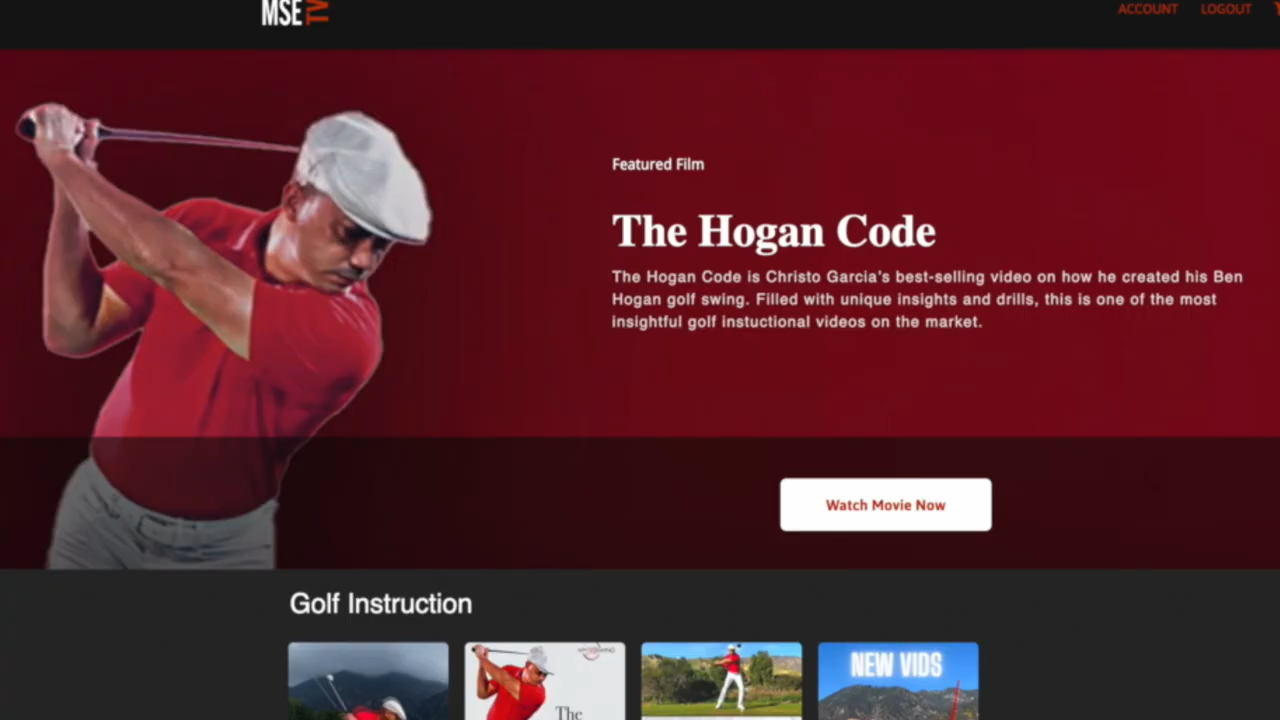 MSE TV
ACCOUNT LOGOUT
Featured Film
The Hogan Code
The Hogan Code is Christo Garcia's best-selling video on how he created his Ben
Hogan golf swing. Filled with unique insights and drills, this is one of the most
insightful golf instuctional videos on the market.
Watch Movie Now
Golf Instruction
The
NEW VIDS